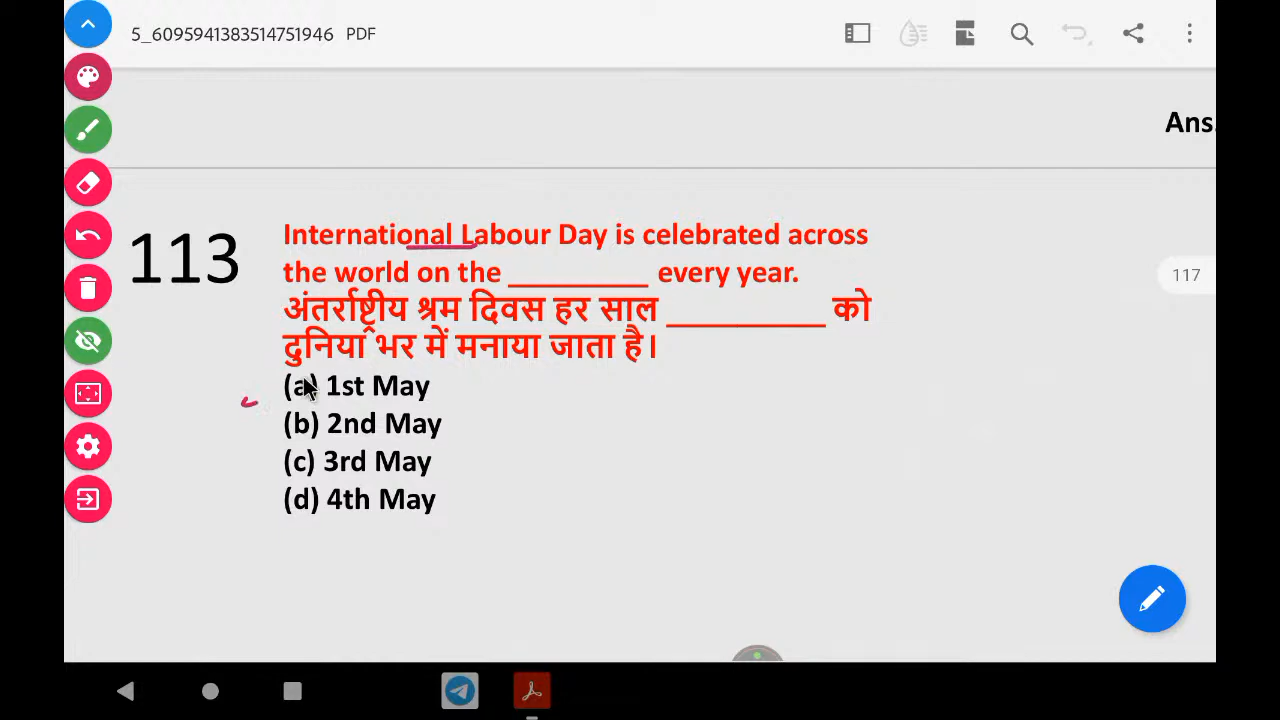 5_6095941383514751946 PDF
Ans.
113
International Labour Day is celebrated across
the world on the __________ every year.
117
अंतर्राष्ट्रीय श्रम दिवस हर साल __________ को
दुनिया भर में मनाया जाता है।
(a) 1st May
(b) 2nd May
(c) 3rd May
(d) 4th May